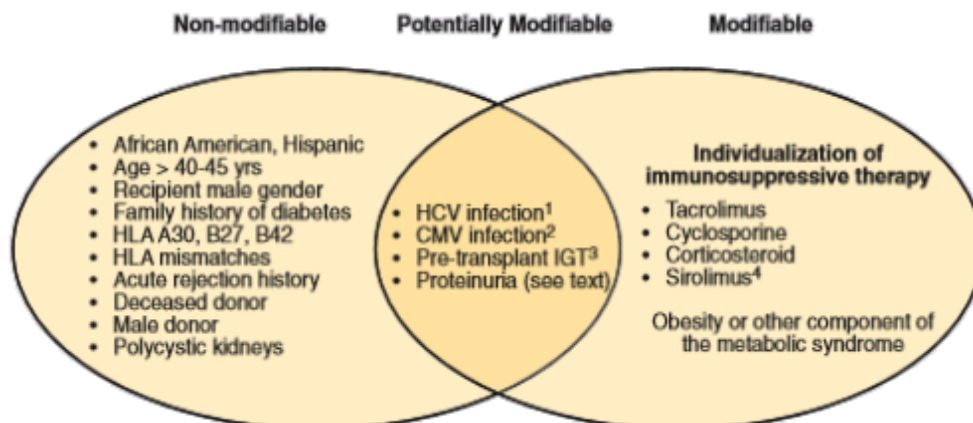 Non-modifiable
Potentially Modifiable
Modifiable
• African American, Hispanic
• Age > 40-45 yrs
• Recipient male gender
• Family history of diabetes
• HLA A30, B27, B42
• HLA mismatches
• Acute rejection history
• Deceased donor
• Male donor
• Polycystic kidneys
• HCV infection¹
• CMV infection²
• Pre-transplant IGT³
• Proteinuria (see text)
Individualization of
immunosuppressive therapy
• Tacrolimus
• Cyclosporine
• Corticosteroid
• Sirolimus⁴
Obesity or other component of
the metabolic syndrome